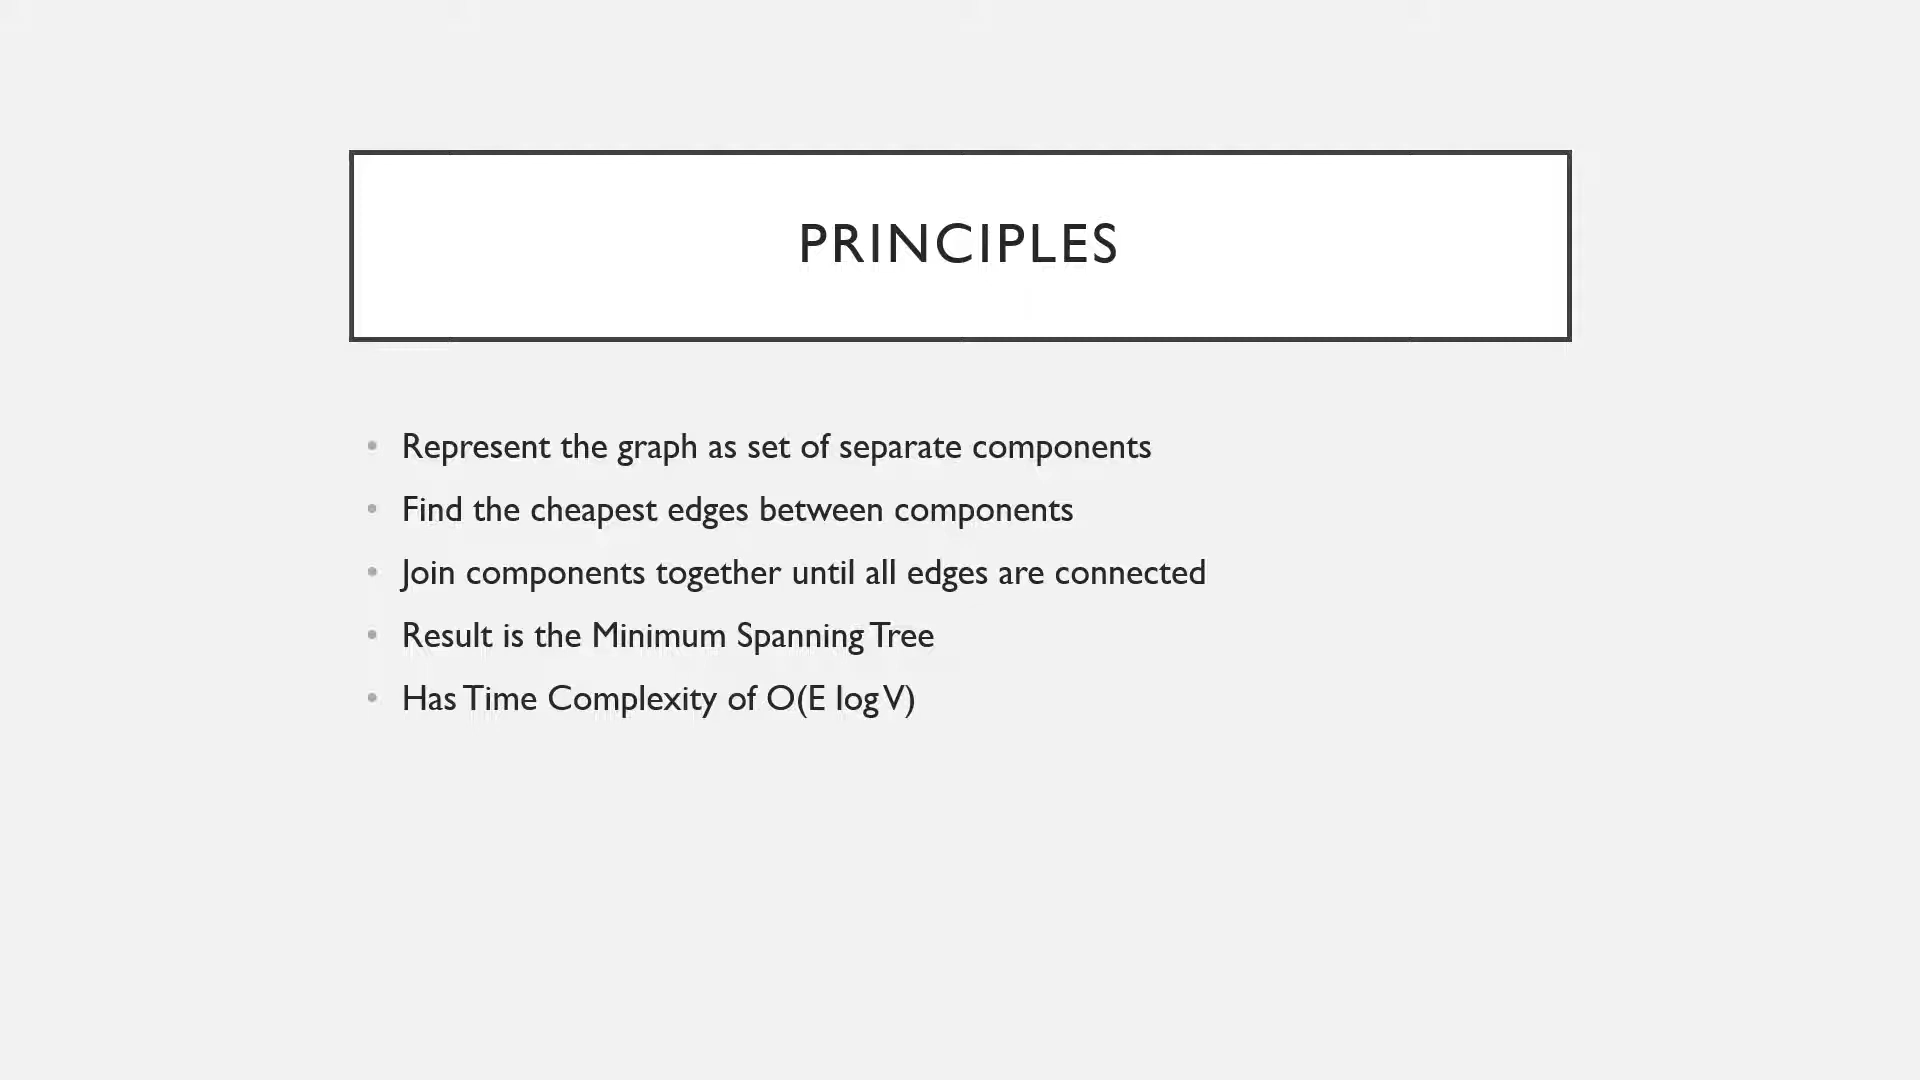 PRINCIPLES
• Represent the graph as set of separate components
• Find the cheapest edges between components
• Join components together until all edges are connected
• Result is the Minimum Spanning Tree
• Has Time Complexity of O(E log V)